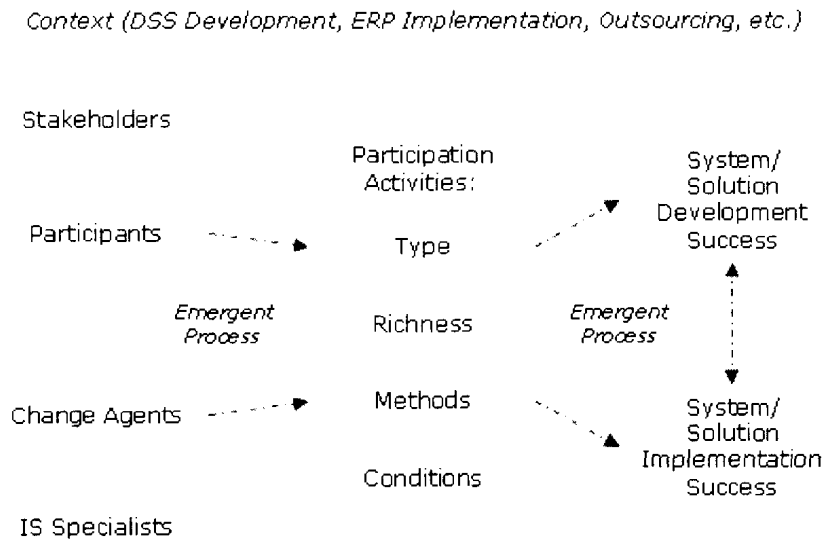 Context (DSS Development, ERP Implementation, Outsourcing, etc.)
Stakeholders
Participants
Emergent
Process
Change Agents
IS Specialists
Participation
Activities:
Type
Richness
Methods
Conditions
Emergent
Process
System/
Solution
Development
Success
System/
Solution
Implementation
Success